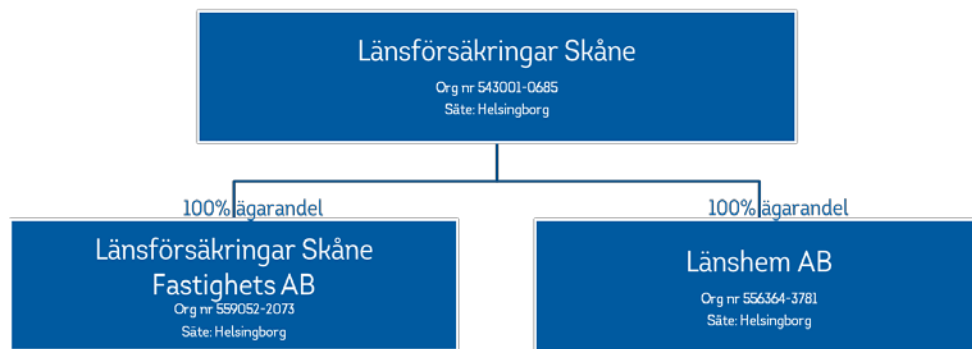 Länsförsäkringar Skåne
Org nr 543001-0685
Säte: Helsingborg
100% ägarandel
100% ägarandel
Länsförsäkringar Skåne
Fastighets AB
Org nr 559052-2073
Säte: Helsingborg
Länshem AB
Org nr 556364-3781
Säte: Helsingborg